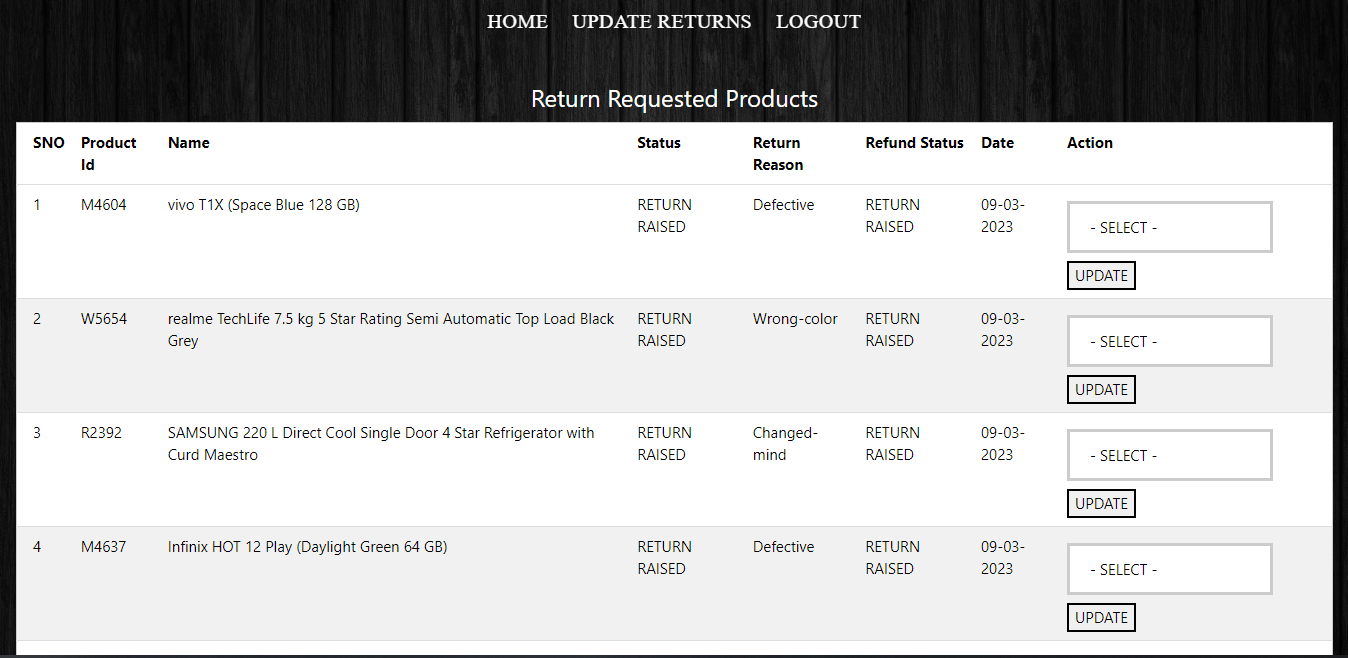 HOME UPDATE RETURNS LOGOUT
Return Requested Products
SNO Product Id Name Status Return Reason Refund Status Date Action
1 M4604 vivo T1X (Space Blue 128 GB) RETURN RAISED Defective RETURN RAISED 09-03-2023 - SELECT -
UPDATE
2 W5654 realme TechLife 7.5 kg 5 Star Rating Semi Automatic Top Load Black Grey RETURN RAISED Wrong-color RETURN RAISED 09-03-2023 - SELECT -
UPDATE
3 R2392 SAMSUNG 220 L Direct Cool Single Door 4 Star Refrigerator with Curd Maestro RETURN RAISED Changed-mind RETURN RAISED 09-03-2023 - SELECT -
UPDATE
4 M4637 Infinix HOT 12 Play (Daylight Green 64 GB) RETURN RAISED Defective RETURN RAISED 09-03-2023 - SELECT -
UPDATE